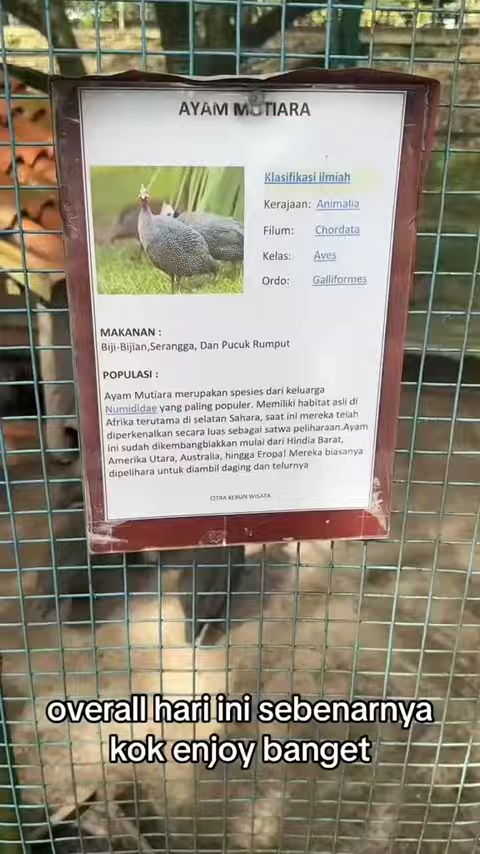 AYAM MUTIARA
Klasifikasi ilmiah
Kerajaan: Animalia
Filum: Chordata
Kelas: Aves
Ordo: Galliformes
MAKANAN :
Biji-Bijian,Serangga, Dan Pucuk Rumput
POPULASI :
Ayam Mutiara merupakan spesies dari keluarga
Numididae yang paling populer. Memiliki habitat asli di
Afrika terutama di selatan Sahara, saat ini mereka telah
diperkenalkan secara luas sebagai satwa peliharaan.Ayam
ini sudah dikembangbiakkan mulai dari Hindia Barat,
Amerika Utara, Australia, hingga Eropa! Mereka biasanya
dipelihara untuk diambil daging dan telurnya
CITRA KEBUN WISATA
overall hari ini sebenarnya
kok enjoy banget